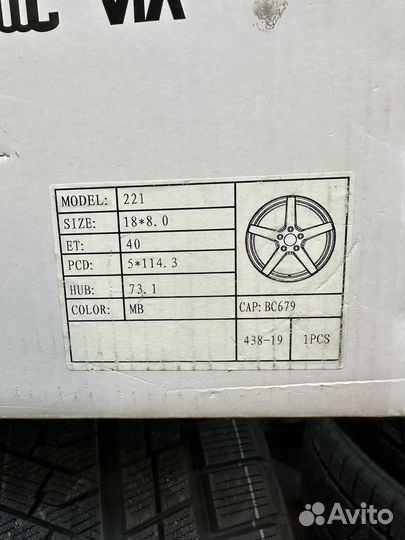 MODEL: 221
SIZE: 18*8.0
ET: 40
PCD: 5*114.3
HUB: 73.1
COLOR: MB
CAP: BC679
438-19 1PCS
Avito